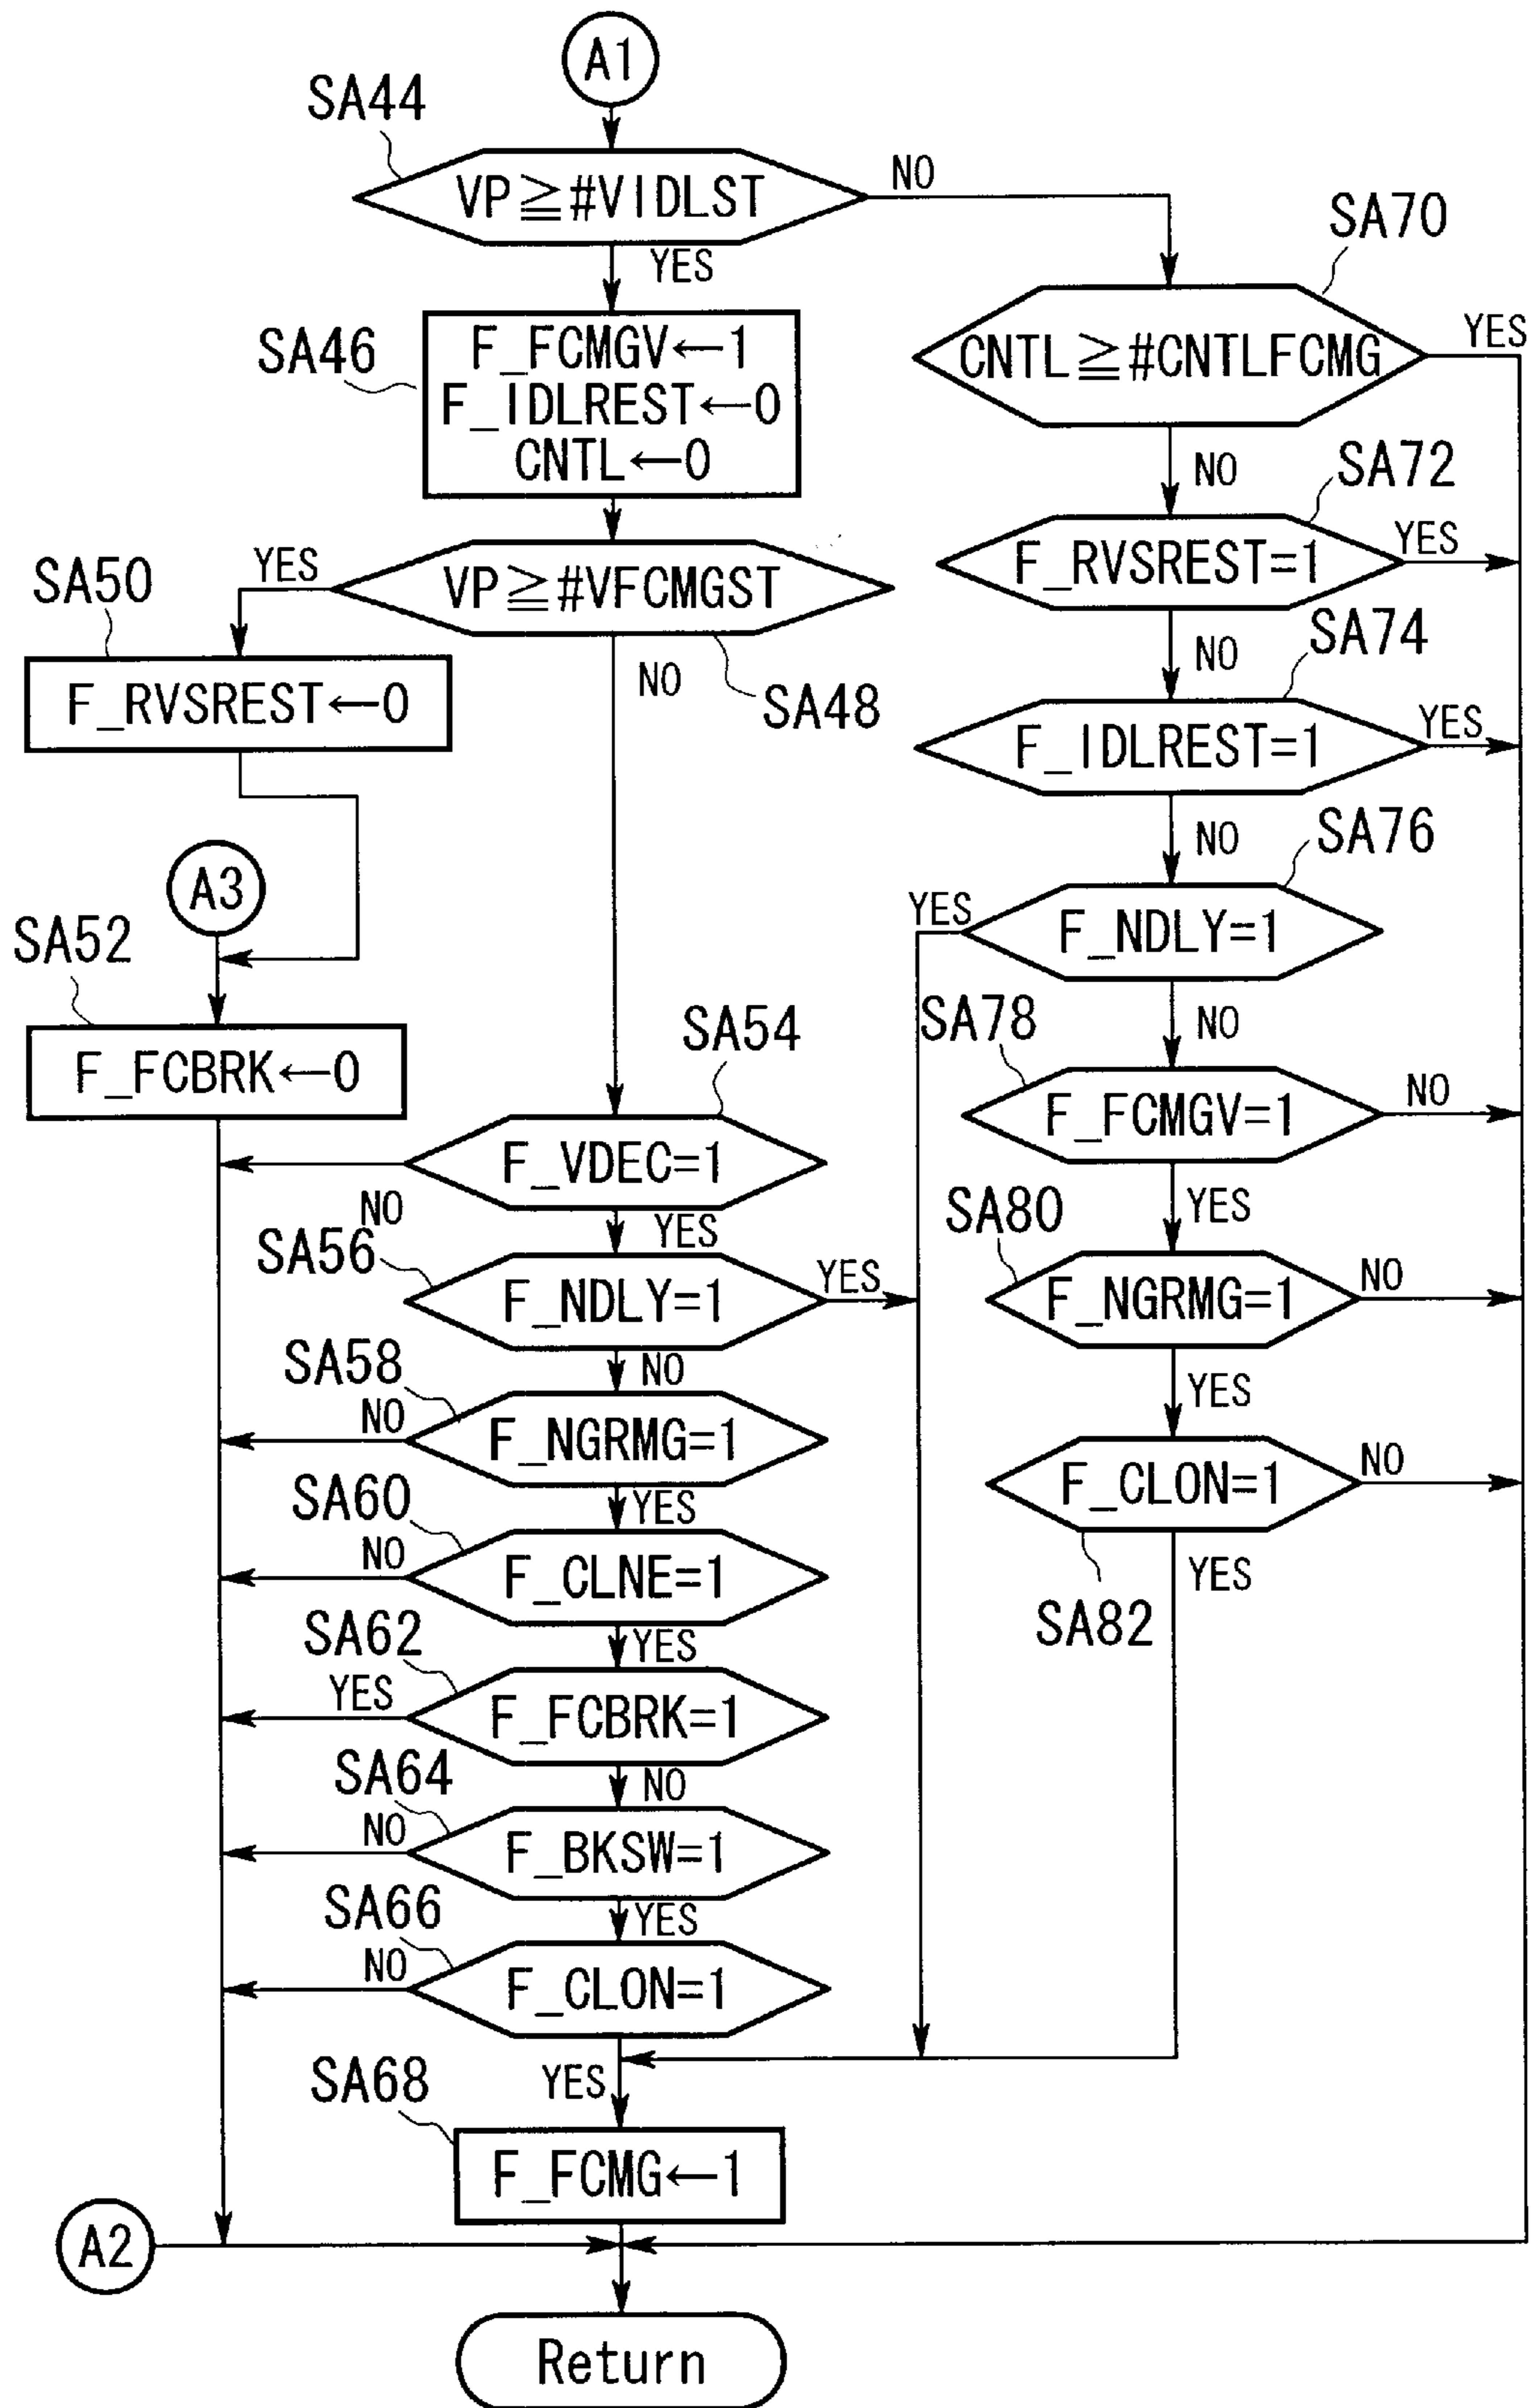 A1
SA44
VP≧#VIDLST
NO
YES
SA70
CNTL≧#CNTLFCMG
YES
NO
SA46
F_FCMGV←1
F_IDLREST←0
CNTL←0
SA72
F_RVSREST=1
YES
NO
VP≧#VFCMGST
YES
NO
SA48
SA50
F_RVSREST←0
SA74
F_IDLREST=1
YES
NO
A3
SA76
F_NDLY=1
YES
NO
SA52
F_FCBRK←0
SA78
F_FCMGV=1
NO
YES
SA54
F_VDEC=1
NO
YES
SA80
F_NGRMG=1
NO
YES
SA56
F_NDLY=1
YES
NO
SA58
F_NGRMG=1
NO
YES
SA82
F_CLON=1
NO
YES
SA60
F_CLNE=1
NO
YES
SA62
F_FCBRK=1
YES
NO
SA64
F_BKSW=1
NO
YES
SA66
F_CLON=1
NO
YES
SA68
F_FCMG←1
A2
Return